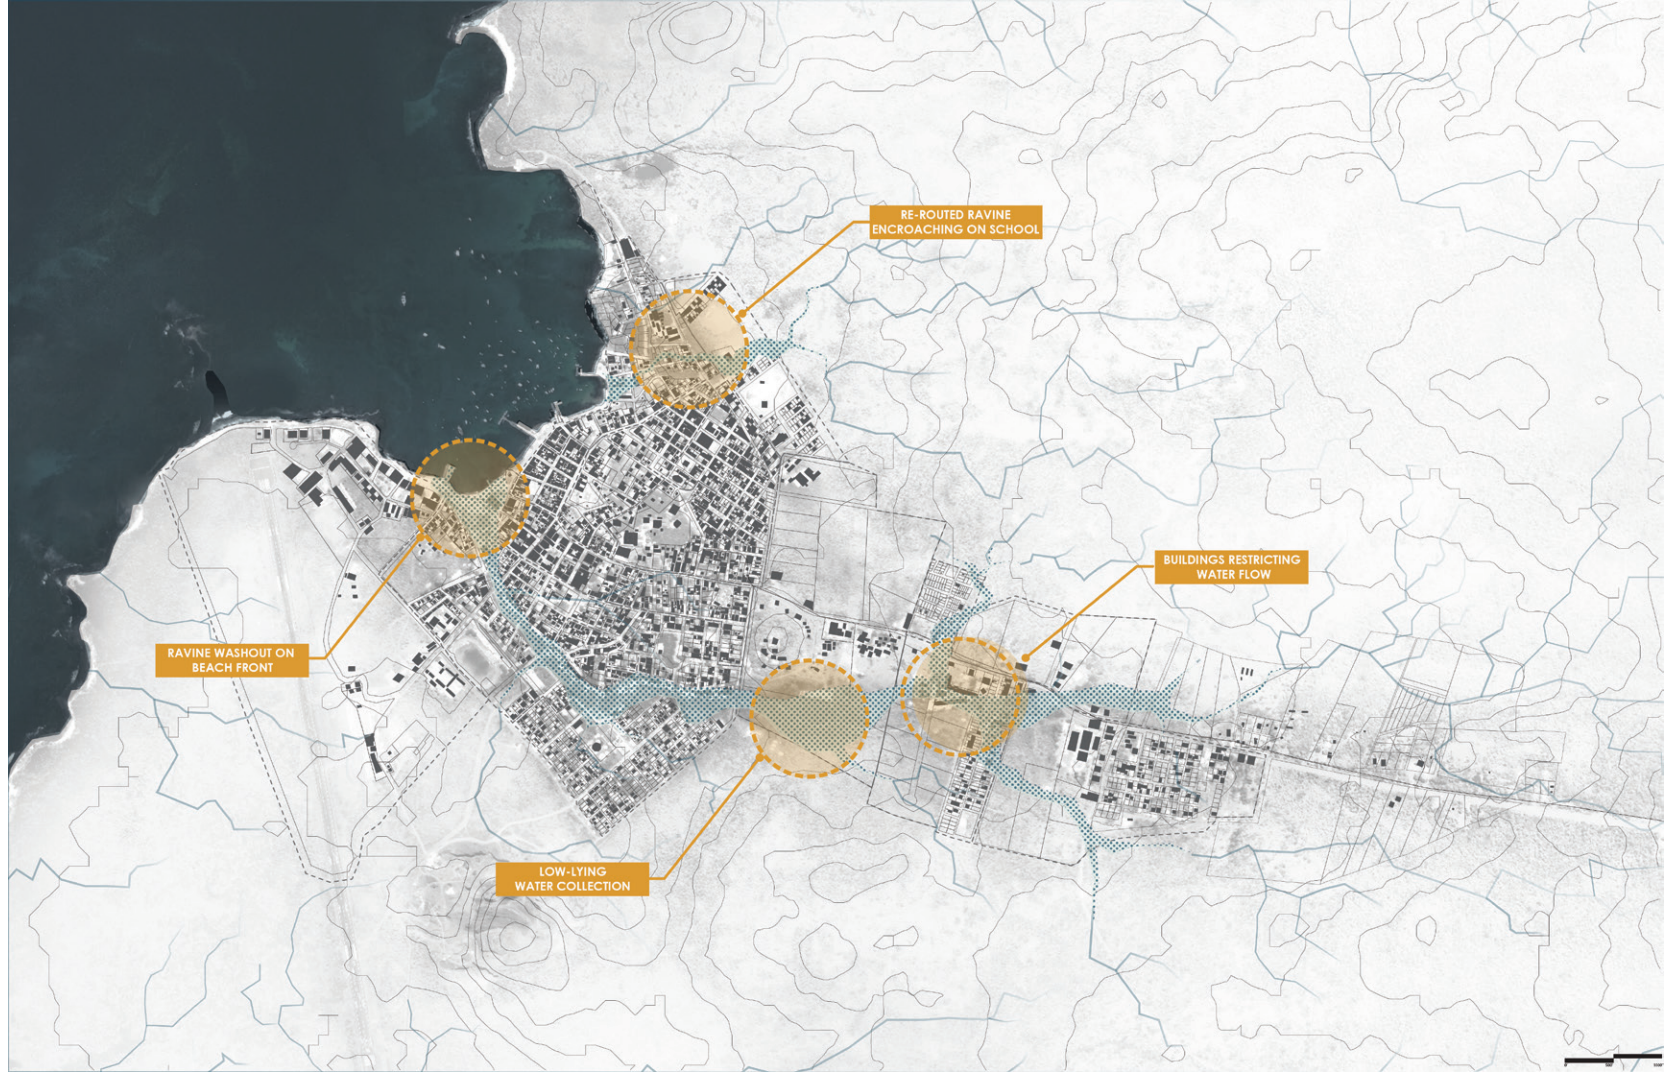 RE-ROUTED RAVINE
ENCROACHING ON SCHOOL
BUILDINGS RESTRICTING
WATER FLOW
RAVINE WASHOUT ON
BEACH FRONT
LOW-LYING
WATER COLLECTION